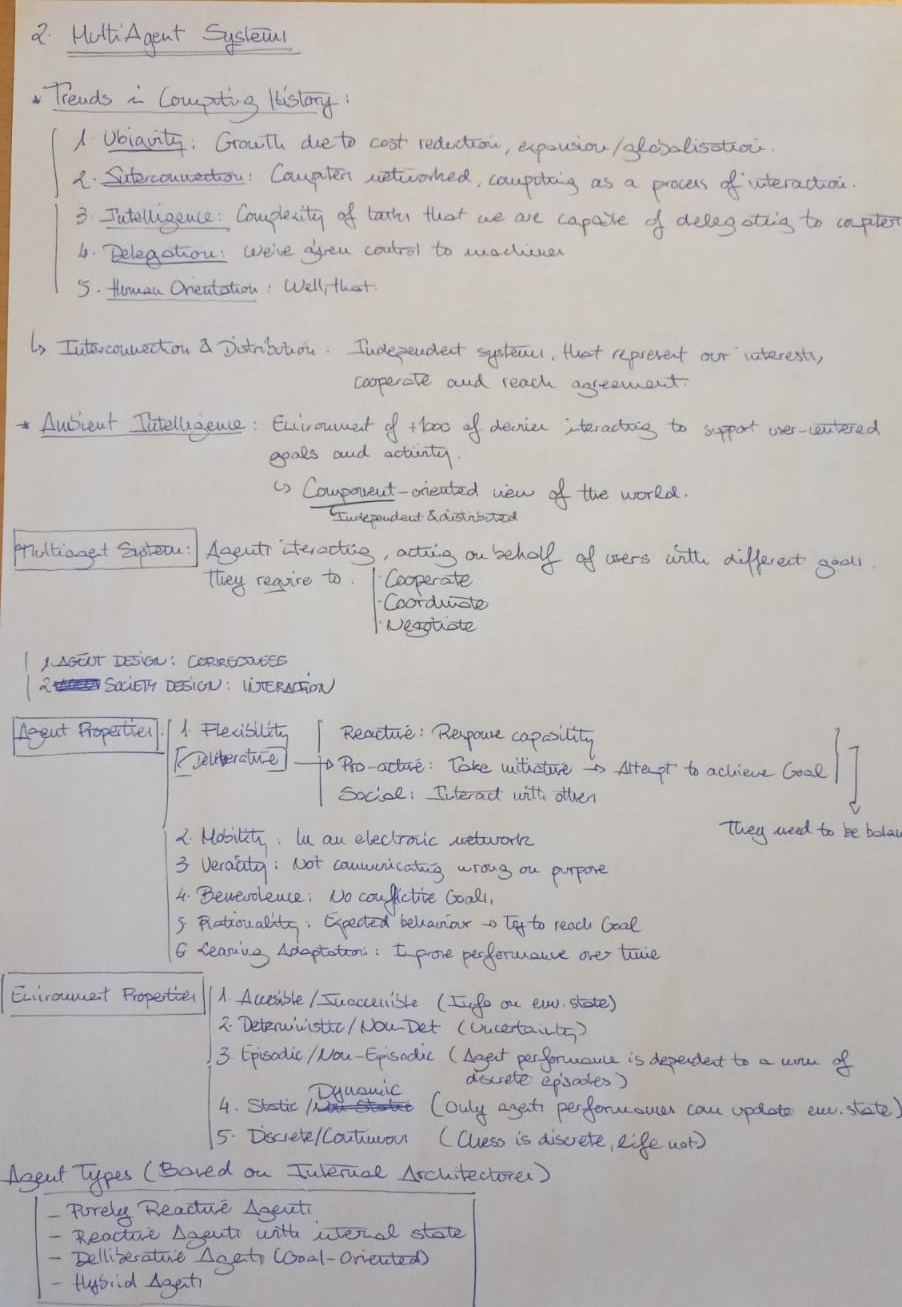 2. MultiAgent Systems
* Trends in Computing History:
1. Ubiquity: Growth due to cost reduction, expansion/globalisation.
2. Interconnection: Computers networked, computing as a process of interaction.
3. Intelligence: Complexity of tasks that we are capable of delegating to computers
4. Delegation: We're given control to machines
5. Human Orientation: Well, that.
↳ Interconnection & Distribution. Independent systems, that represent our interests,
cooperate and reach agreement.
* Ambient Intelligence: Environment of +1000 of devices interacting to support user-centered
goals and activity.
↳ Component-oriented view of the world.
Independent & distributed
Multiagent System: Agents interacting, acting on behalf of users with different goals.
They require to: · Cooperate
· Coordinate
· Negotiate
1. AGENT DESIGN: CORRECTNESS
2 SOCIETY DESIGN: INTERACTION
Agent Properties: 1. Flexibility Reactive: Response capability
Deliberative → Pro-active: Take initiative → Attempt to achieve Goal
Social: Interact with others
They need to be balan
2. Mobility: In an electronic network
3 Veracity: Not communicating wrong on purpose
4. Benevolence: No conflictive Goals,
5. Rationality: Expected behaviour → Try to reach Goal
6 Learning Adaptation: Improve performance over time
Environment Properties 1. Accesible/Inaccessible (Info on env. state)
2. Deterministic/Non-Det (Uncertainty)
3. Episodic/Non-Episodic (Agent performance is dependent to a num of
discrete episodes)
4. Static / Dynamic (Only agents performances can update env. state)
5. Discrete/Continuous (Chess is discrete, life not)
Agent Types (Based on Internal Architectures)
- Purely Reactive Agents
- Reactive Agents with internal state
- Delliberative Agents (Goal-Oriented)
- Hybrid Agents